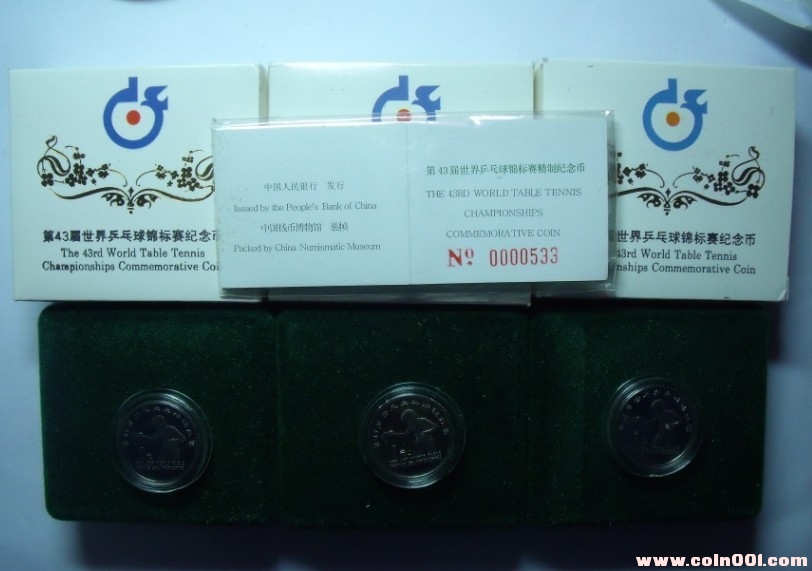 第43届世界乒乓球锦标赛纪念币
The 43rd World Table Tennis
Championships Commemorative Coin
中国人民银行 发行
Issued by the People's Bank of China
中国钱币博物馆 装帧
Packed by China Numismatic Museum
第43届世界乒乓球锦标赛精制纪念币
THE 43RD WORLD TABLE TENNIS
CHAMPIONSHIPS
COMMEMORATIVE COIN
Nº 0000533
届世界乒乓球锦标赛纪念币
rd World Table Tennis
nships Commemorative Coin
www.coin001.com